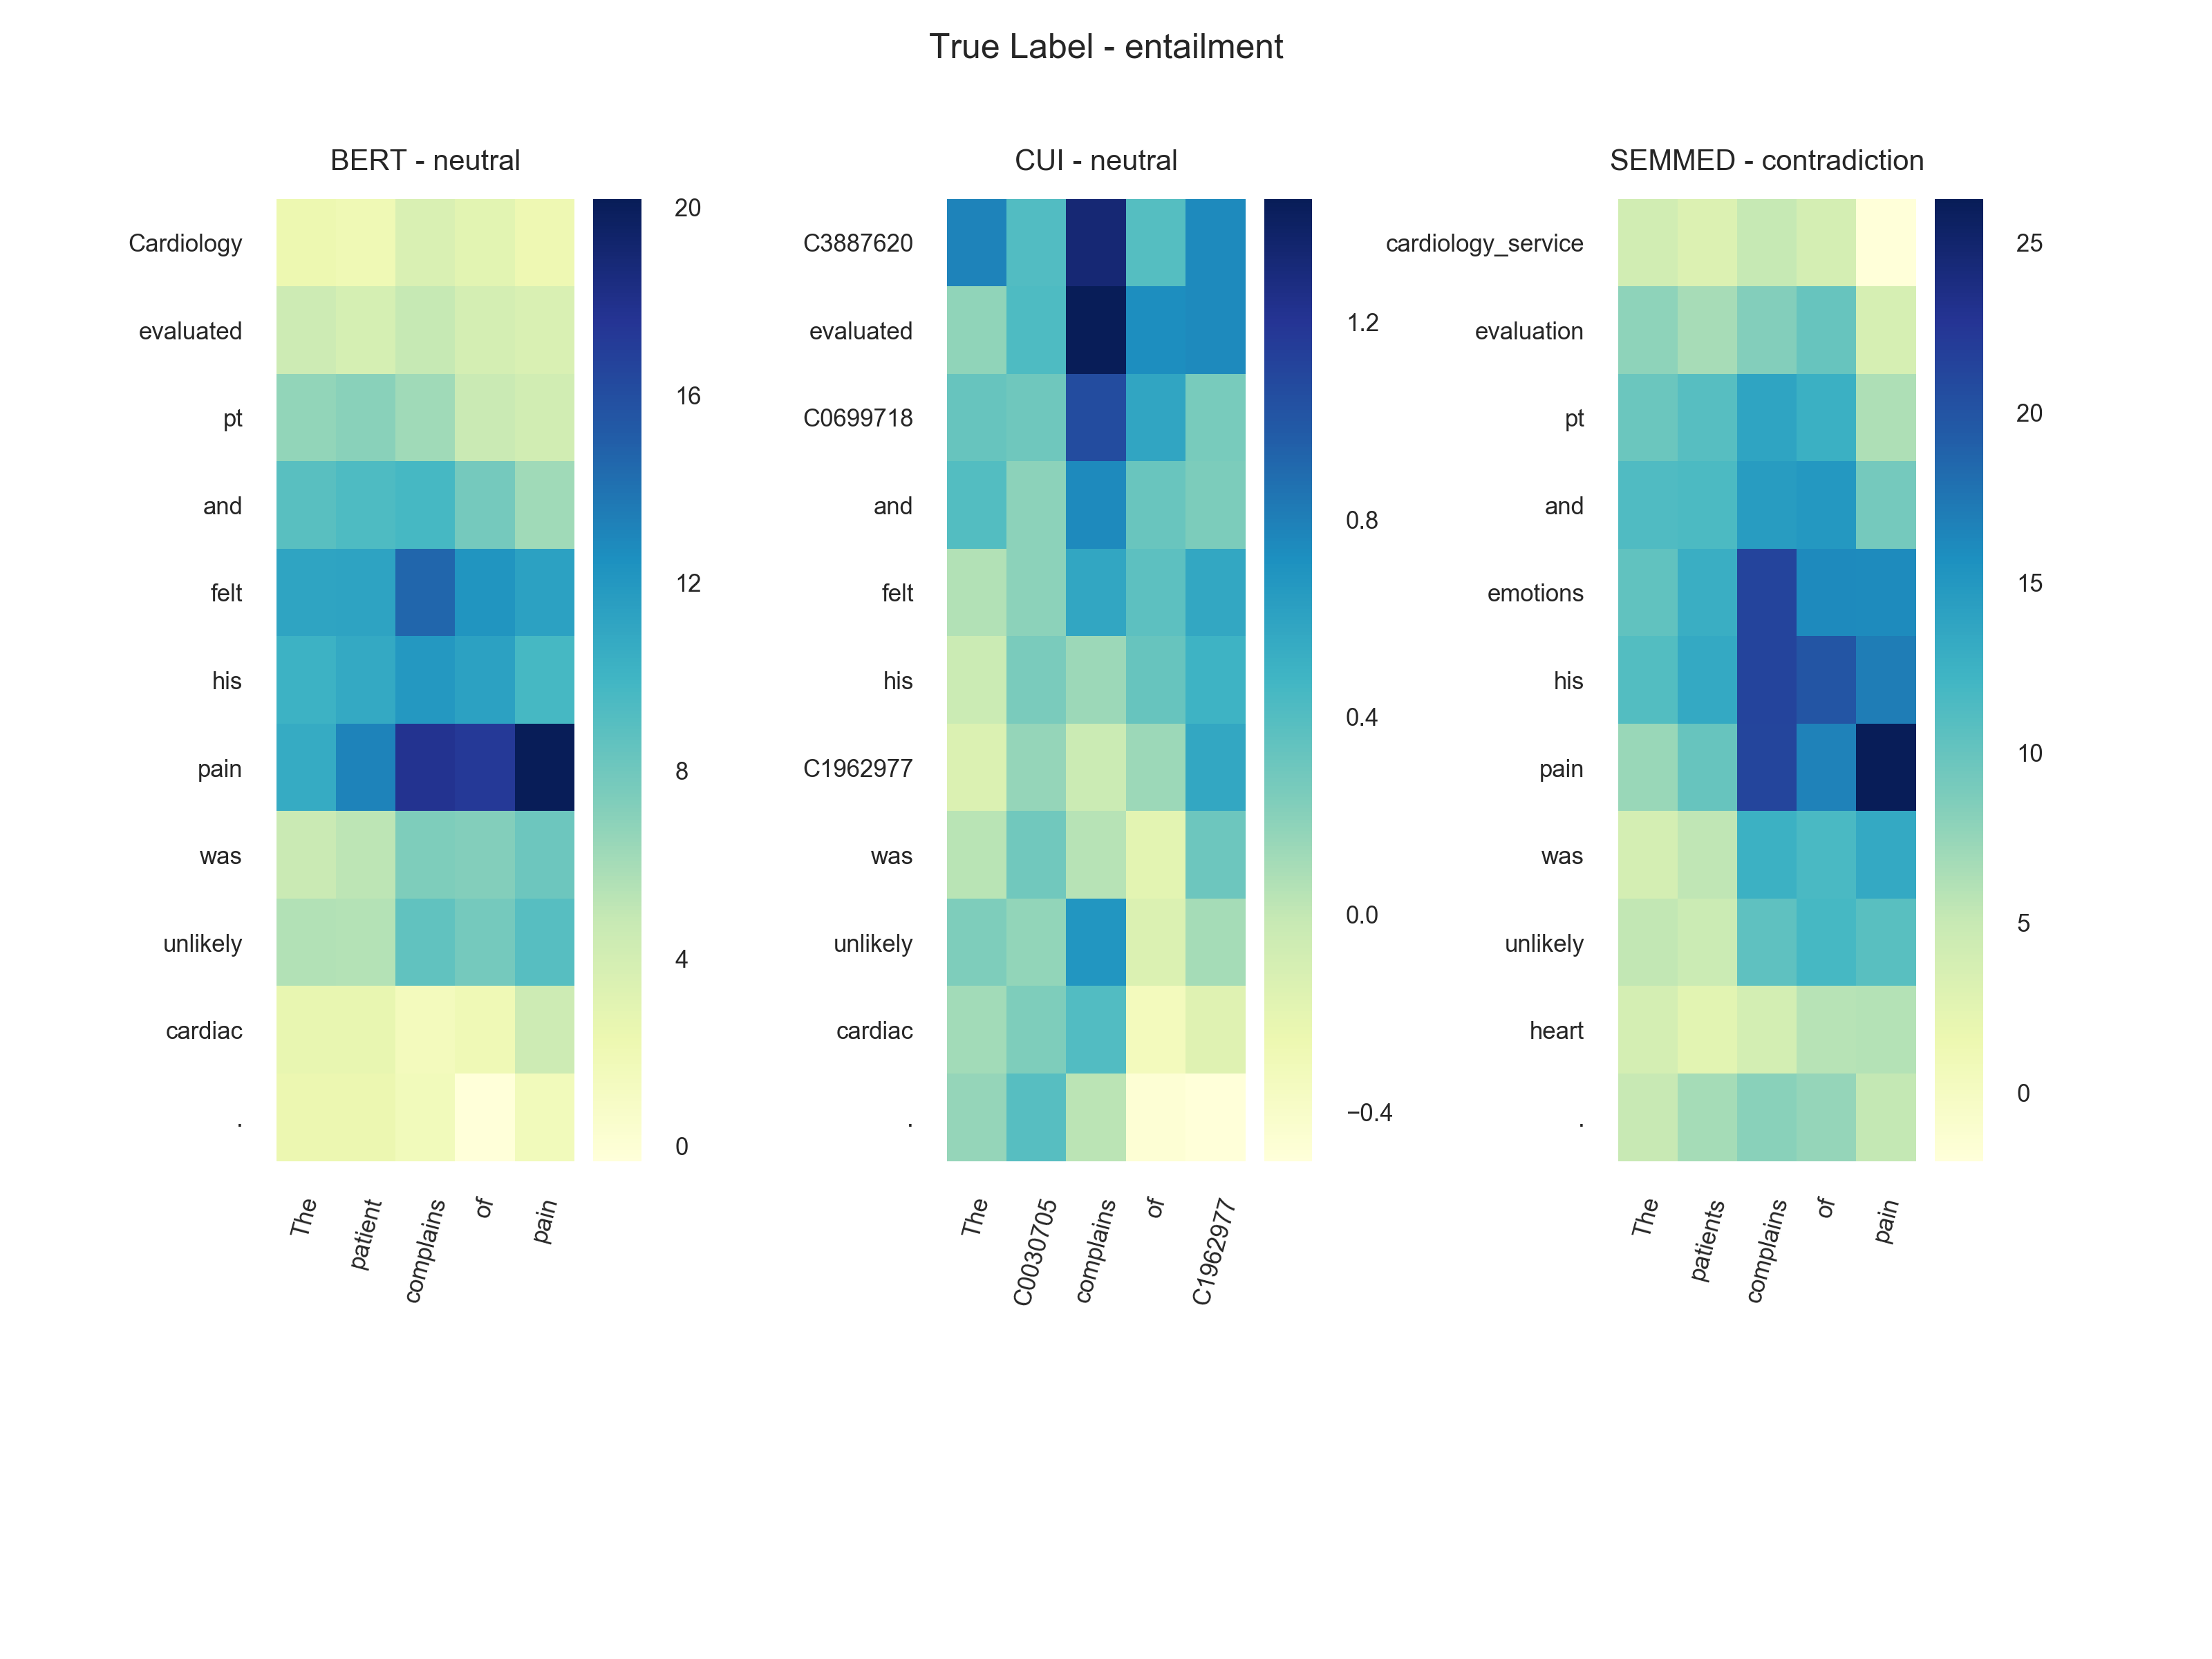 True Label - entailment
BERT - neutral
Cardiology
evaluated
pt
and
felt
his
pain
was
unlikely
cardiac
.
20
16
12
8
4
0
The
patient
complains
of
pain
CUI - neutral
C3887620
evaluated
C0699718
and
felt
his
C1962977
was
unlikely
cardiac
.
1.2
0.8
0.4
0.0
−0.4
The
C0030705
complains
of
C1962977
SEMMED - contradiction
cardiology_service
evaluation
pt
and
emotions
his
pain
was
unlikely
heart
.
25
20
15
10
5
0
The
patients
complains
of
pain